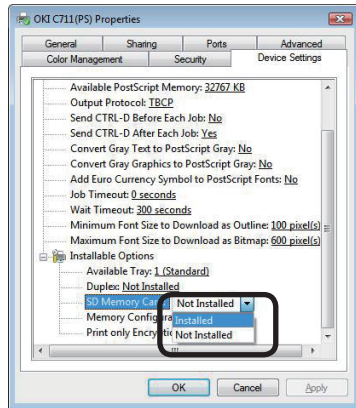 OKI C711(PS) Properties
General Sharing Ports Advanced
Color Management Security Device Settings
Available PostScript Memory: 32767 KB
Output Protocol: TBCP
Send CTRL-D Before Each Job: No
Send CTRL-D After Each Job: Yes
Convert Gray Text to PostScript Gray: No
Convert Gray Graphics to PostScript Gray: No
Add Euro Currency Symbol to PostScript Fonts: No
Job Timeout: 0 seconds
Wait Timeout: 300 seconds
Minimum Font Size to Download as Outline: 100 pixel(s)
Maximum Font Size to Download as Bitmap: 600 pixel(s)
Installable Options
Available Tray: 1 (Standard)
Duplex: Not Installed
SD Memory Card Not Installed
Installed
Memory
Not Installed
Print only
OK Cancel Apply